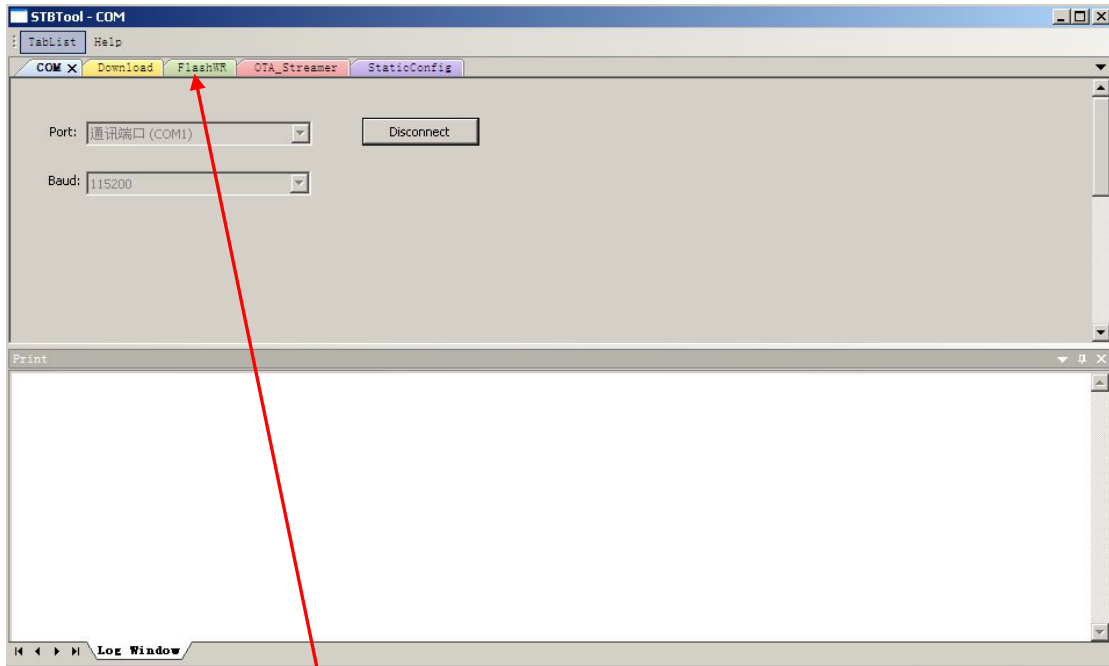 STBTool - COM
TabList Help
COM Download FlashWR OTA_Streamer StaticConfig
Port: 通讯端口 (COM1) Disconnect
Baud: 115200
Print
Log Window